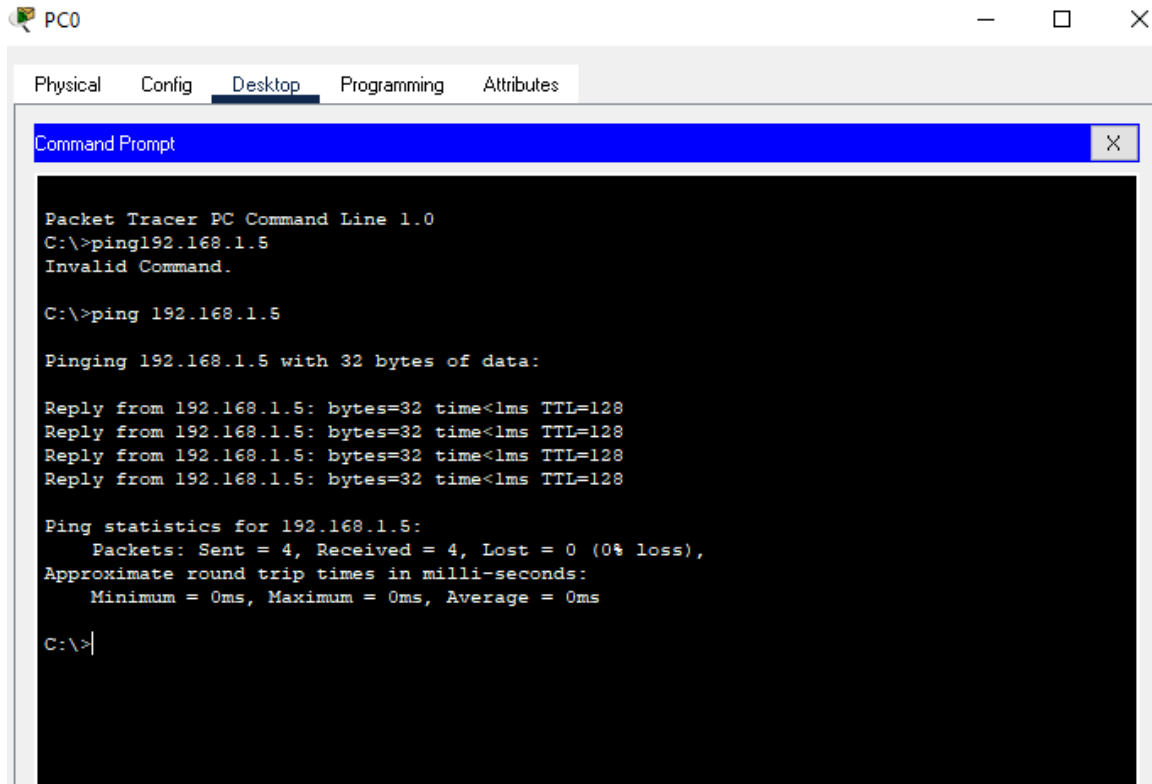 PC0
Physical Config Desktop Programming Attributes
Command Prompt X
Packet Tracer PC Command Line 1.0
C:\>ping192.168.1.5
Invalid Command.
C:\>ping 192.168.1.5
Pinging 192.168.1.5 with 32 bytes of data:
Reply from 192.168.1.5: bytes=32 time<1ms TTL=128
Reply from 192.168.1.5: bytes=32 time<1ms TTL=128
Reply from 192.168.1.5: bytes=32 time<1ms TTL=128
Reply from 192.168.1.5: bytes=32 time<1ms TTL=128
Ping statistics for 192.168.1.5:
    Packets: Sent = 4, Received = 4, Lost = 0 (0% loss),
Approximate round trip times in milli-seconds:
    Minimum = 0ms, Maximum = 0ms, Average = 0ms
C:\>